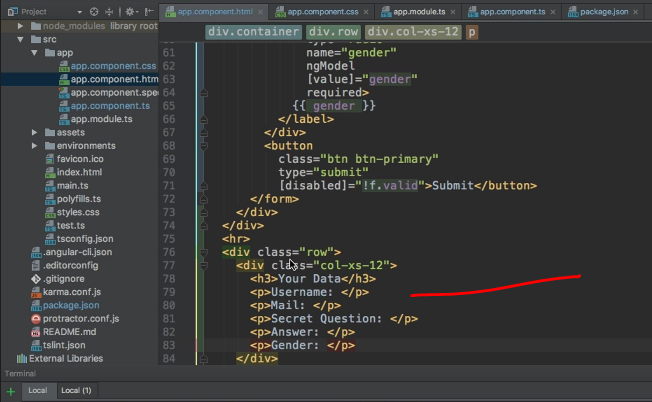 Project
app.component.html
app.component.css
app.module.ts
app.component.ts
package.json
node_modules library root
src
app
app.component.css
app.component.htm
app.component.spe
app.component.ts
app.module.ts
assets
environments
favicon.ico
index.html
main.ts
polyfills.ts
styles.css
test.ts
tsconfig.json
.angular-cli.json
.editorconfig
.gitignore
karma.conf.js
package.json
protractor.conf.js
README.md
tslint.json
External Libraries
div.container div.row div.col-xs-12 p
61 name="gender"
62 ngModel
63 [value]="gender"
64 required>
65 {{ gender }}
66 </label>
67 </div>
68 <button
69 class="btn btn-primary"
70 type="submit"
71 [disabled]="!f.valid">Submit</button>
72 </form>
73 </div>
74 </div>
75 <hr>
76 <div class="row">
77 <div class="col-xs-12">
78 <h3>Your Data</h3>
79 <p>Username: </p>
80 <p>Mail: </p>
81 <p>Secret Question: </p>
82 <p>Answer: </p>
83 <p>Gender: </p>
84 </div>
Terminal
+ Local Local (1)